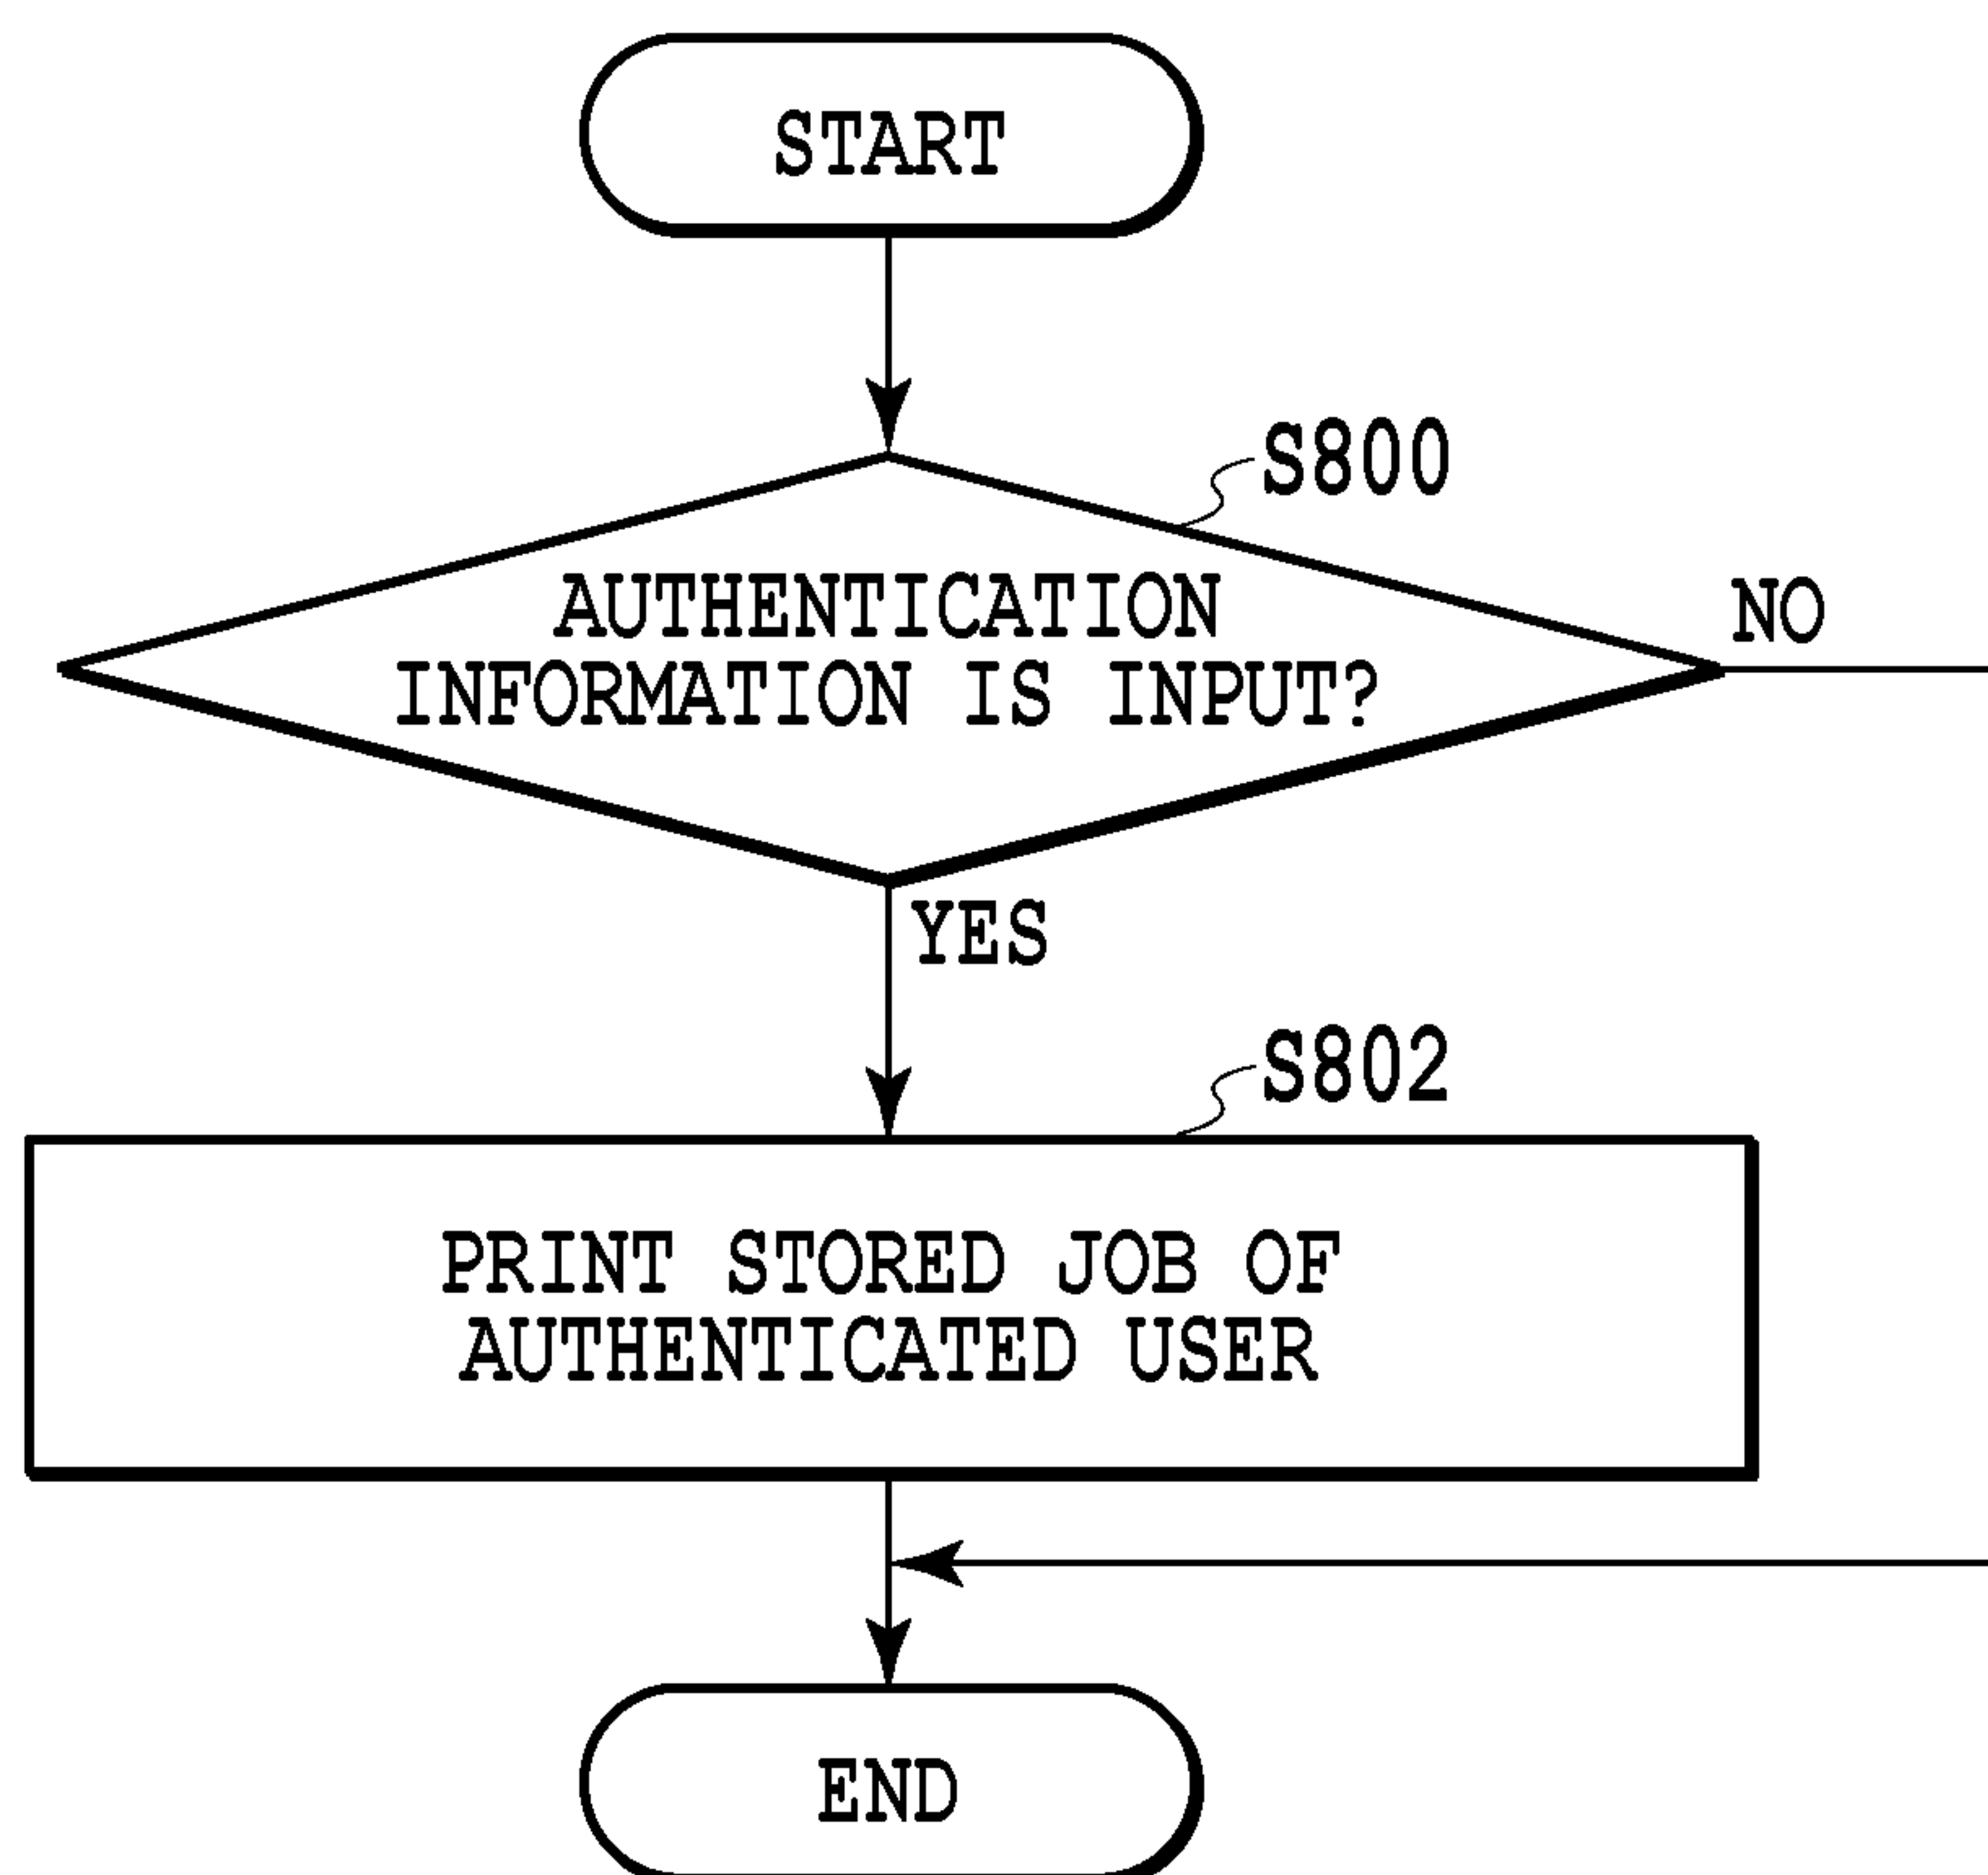 START
S800
AUTHENTICATION
INFORMATION IS INPUT?
NO
YES
S802
PRINT STORED JOB OF
AUTHENTICATED USER
END